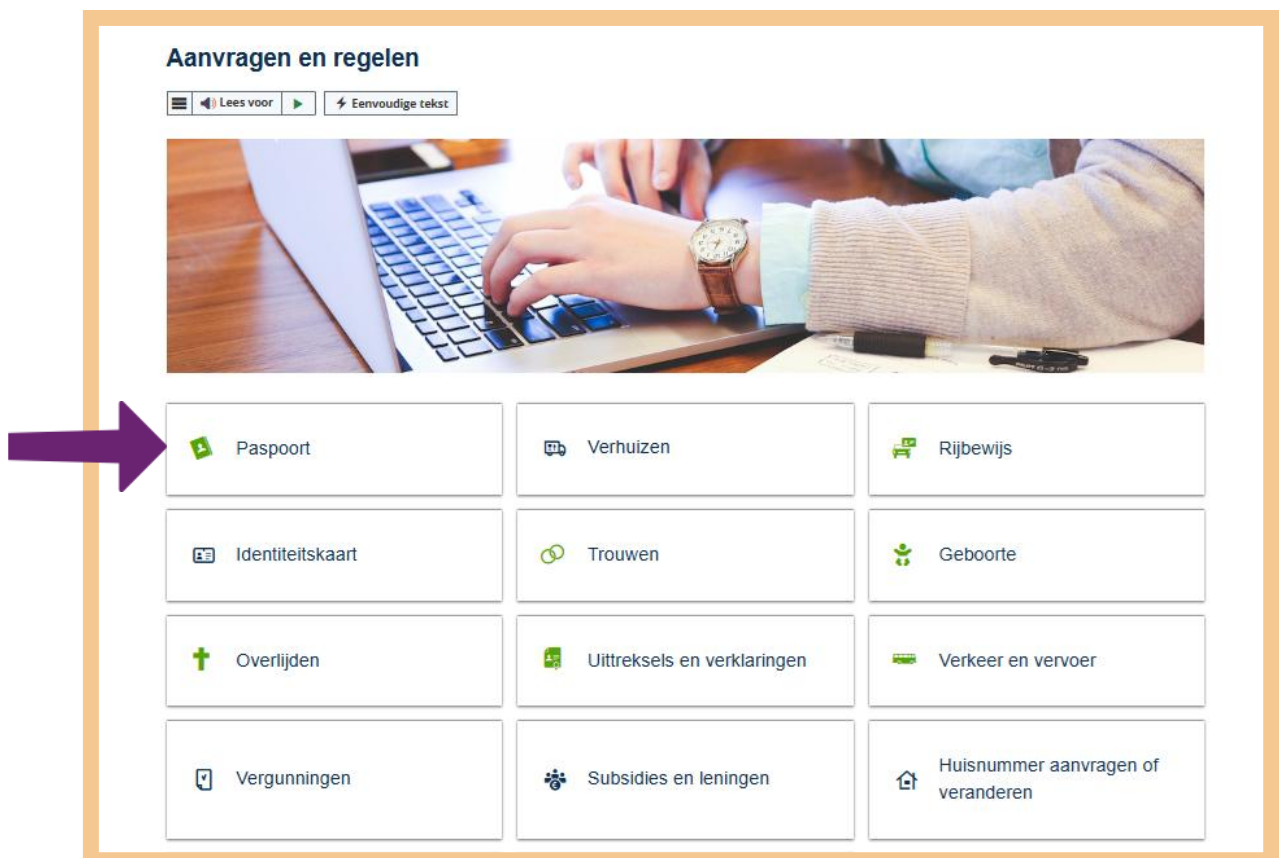 Aanvragen en regelen
Lees voor
Eenvoudige tekst
Paspoort
Verhuizen
Rijbewijs
Identiteitskaart
Trouwen
Geboorte
Overlijden
Uittreksels en verklaringen
Verkeer en vervoer
Vergunningen
Subsidies en leningen
Huisnummer aanvragen of
veranderen